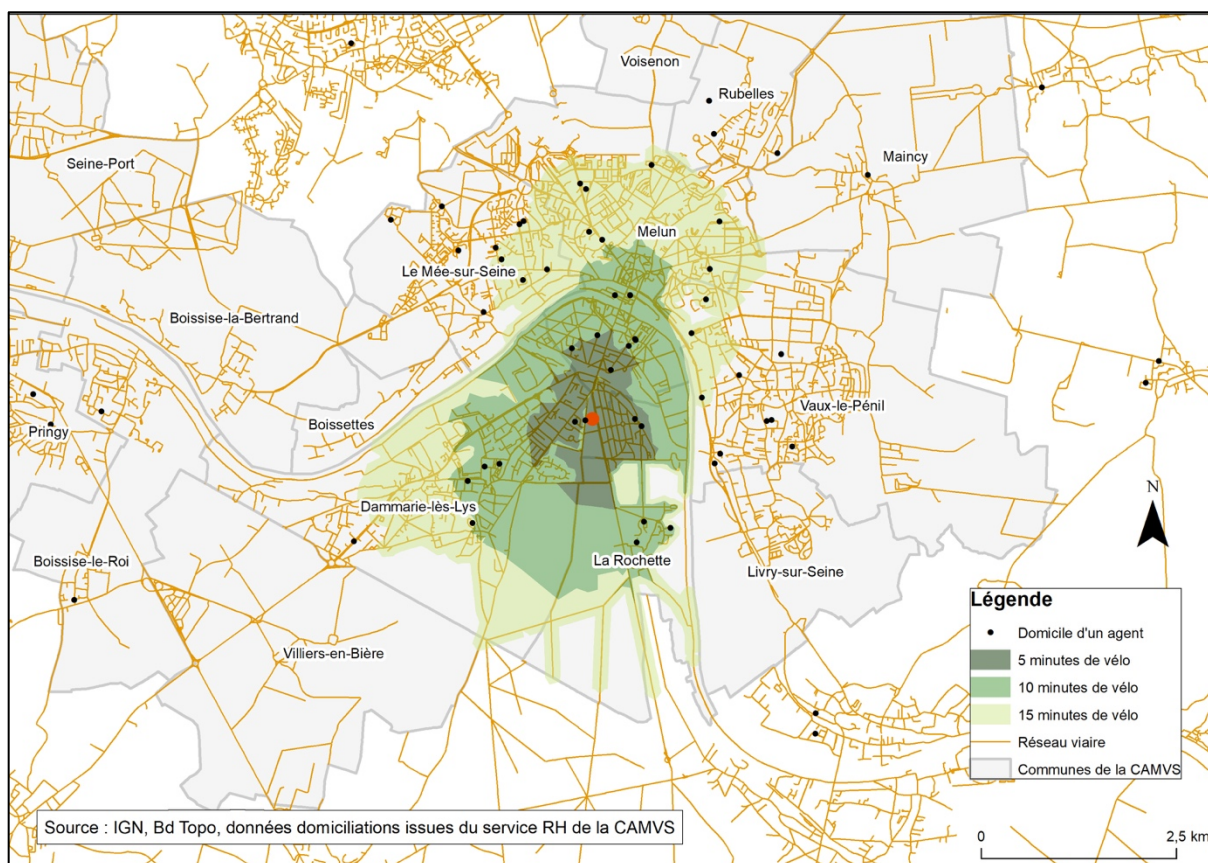 Voisenon
Rubelles
Seine-Port
Maincy
Melun
Le Mée-sur-Seine
Boissise-la-Bertrand
Vaux-le-Pénil
Boissettes
Pringy
Dammarie-lès-Lys
La Rochette
Boissise-le-Roi
Livry-sur-Seine
Villiers-en-Bière
N
Légende
Domicile d'un agent
5 minutes de vélo
10 minutes de vélo
15 minutes de vélo
Réseau viaire
Communes de la CAMVS
Source : IGN, Bd Topo, données domiciliations issues du service RH de la CAMVS
0 2,5 km